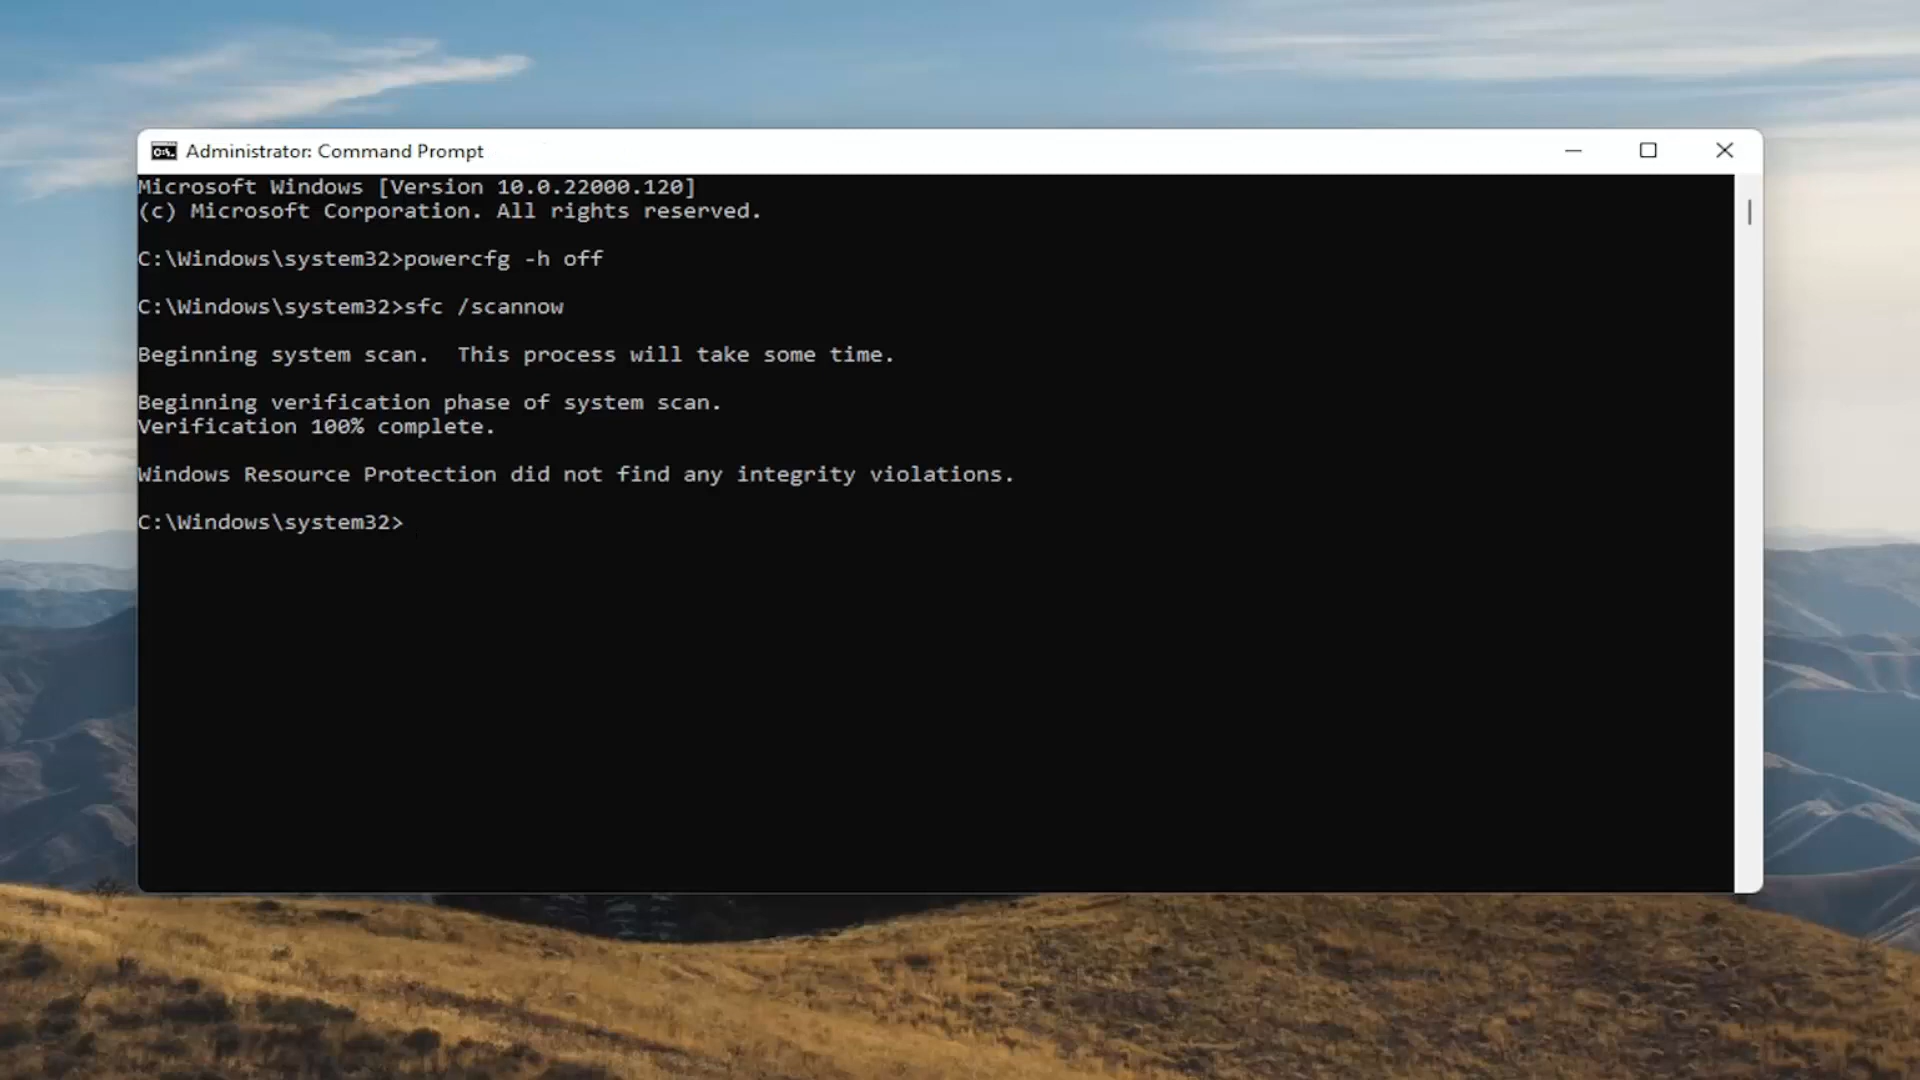 Administrator: Command Prompt
Microsoft Windows [Version 10.0.22000.120]
(c) Microsoft Corporation. All rights reserved.
C:\Windows\system32>powercfg -h off
C:\Windows\system32>sfc /scannow
Beginning system scan.  This process will take some time.
Beginning verification phase of system scan.
Verification 100% complete.
Windows Resource Protection did not find any integrity violations.
C:\Windows\system32>